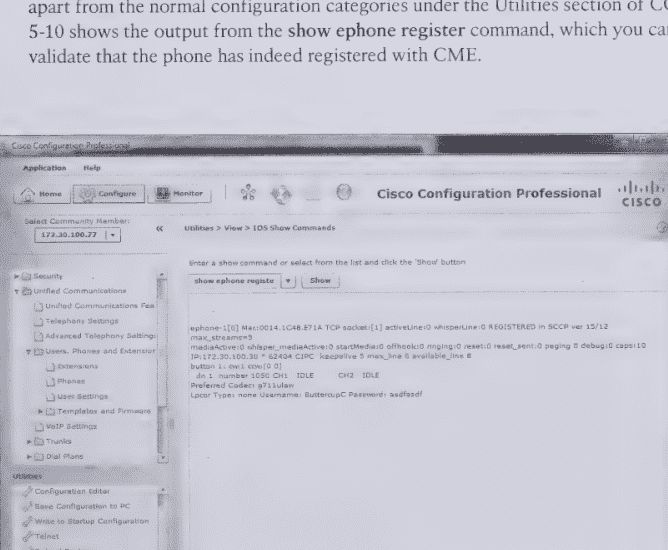 apart from the normal configuration categories under the Utilities section of
5-10 shows the output from the show ephone register command, which you
validate that the phone has indeed registered with CME.
Cisco Configuration Professional
Application Help
Home Configure Monitor Cisco Configuration Professional CISCO
Select Community Member:
172.30.100.77
Utilities > View > IOS Show Commands
Enter a show command or select from the list and click the 'Show' button
show ephone registe Show
Security
Unified Communications
Unified Communications Fea
Telephony Settings
Advanced Telephony Settings
Users, Phones and Extension
Extensions
Phones
User Settings
Templates and Firmware
VoIP Settings
Trunks
Dial Plans
ephone-1[0] Mac:0014.1C48.E71A TCP socket:[1] activeLine:0 whisperLine:0 REGISTERED in SCCP ver 15/12
max_streams=5
mediaActive:0 whisper_mediaActive:0 startMedia:0 offhook:0 ringing:0 reset:0 reset_sent:0 paging 0 debug:0 caps:10
IP:172.30.100.30 * 62404 CIPC keepalive 5 max_line 8 available_line 8
button 1: cw:1 ccw:(0 0)
dn 1 number 1050 CH1 IDLE CH2 IDLE
Preferred Codec: g711ulaw
Lpcor Type: none Username: ButtercupC Password: asdfasdf
Utilities
Configuration Editor
Save Configuration to PC
Write to Startup Configuration
Telnet